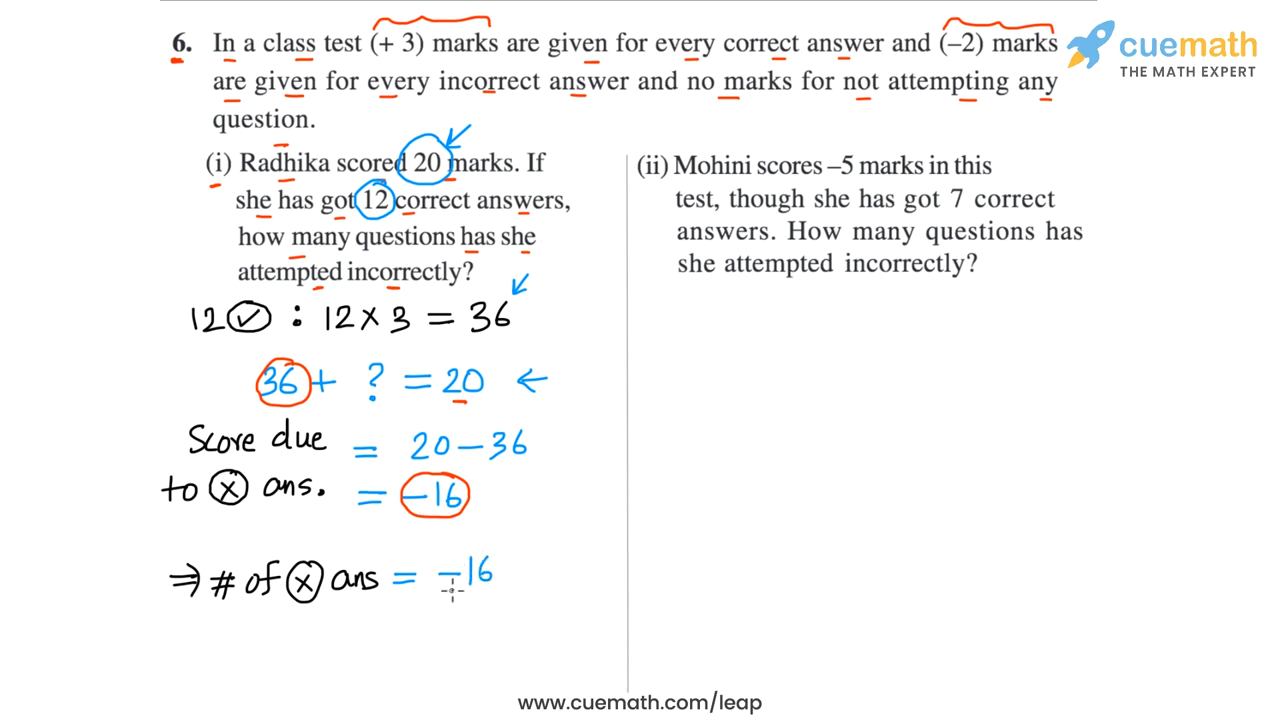 6. In a class test (+ 3) marks are given for every correct answer and (–2) marks
are given for every incorrect answer and no marks for not attempting any
question.
cuemath
THE MATH EXPERT
(i) Radhika scored 20 marks. If
she has got 12 correct answers,
how many questions has she
attempted incorrectly?
12 ✓ : 12 × 3 = 36
36 + ? = 20 ←
Score due = 20 – 36
to ⓧ ans. = –16
⇒ # of ⓧ ans = –16
(ii) Mohini scores –5 marks in this
test, though she has got 7 correct
answers. How many questions has
she attempted incorrectly?
www.cuemath.com/leap